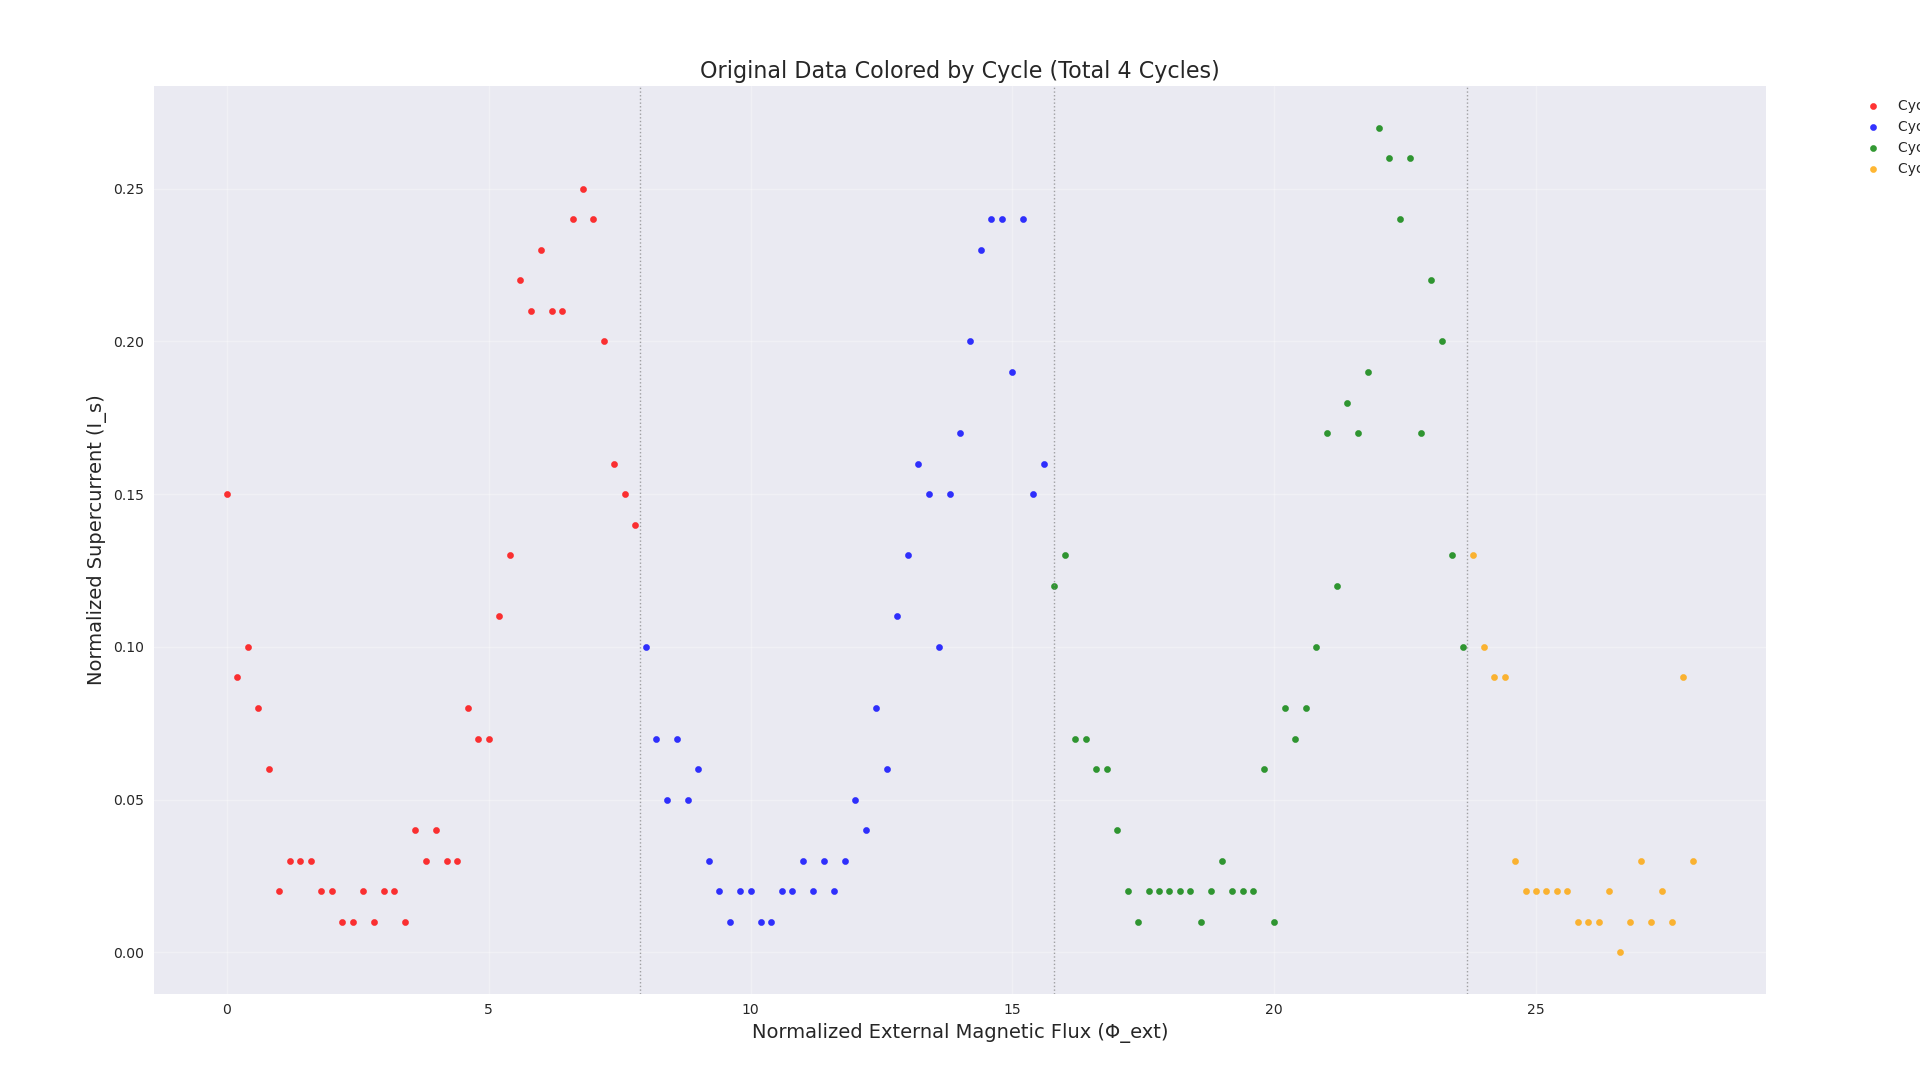 Original Data Colored by Cycle (Total 4 Cycles)
Cyc
Cyc
Cyc
Cyc
0.25
0.20
0.15
0.10
0.05
0.00
Normalized Supercurrent (I_s)
0 5 10 15 20 25
Normalized External Magnetic Flux (Φ_ext)